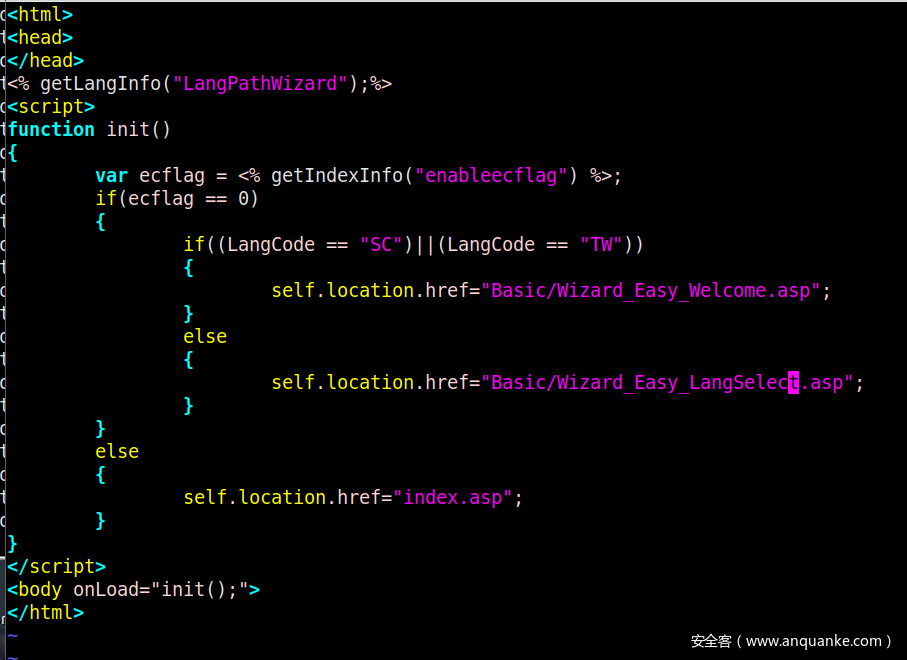 <html>
<head>
</head>
<% getLangInfo("LangPathWizard");%>
<script>
function init()
{
        var ecflag = <% getIndexInfo("enableecflag") %>;
        if(ecflag == 0)
        {
                if((LangCode == "SC")||(LangCode == "TW"))
                {
                        self.location.href="Basic/Wizard_Easy_Welcome.asp";
                }
                else
                {
                        self.location.href="Basic/Wizard_Easy_LangSelect.asp";
                }
        }
        else
        {
                self.location.href="index.asp";
        }
}
</script>
<body onLoad="init();">
</html>
~
~
安全客（www.anquanke.com）